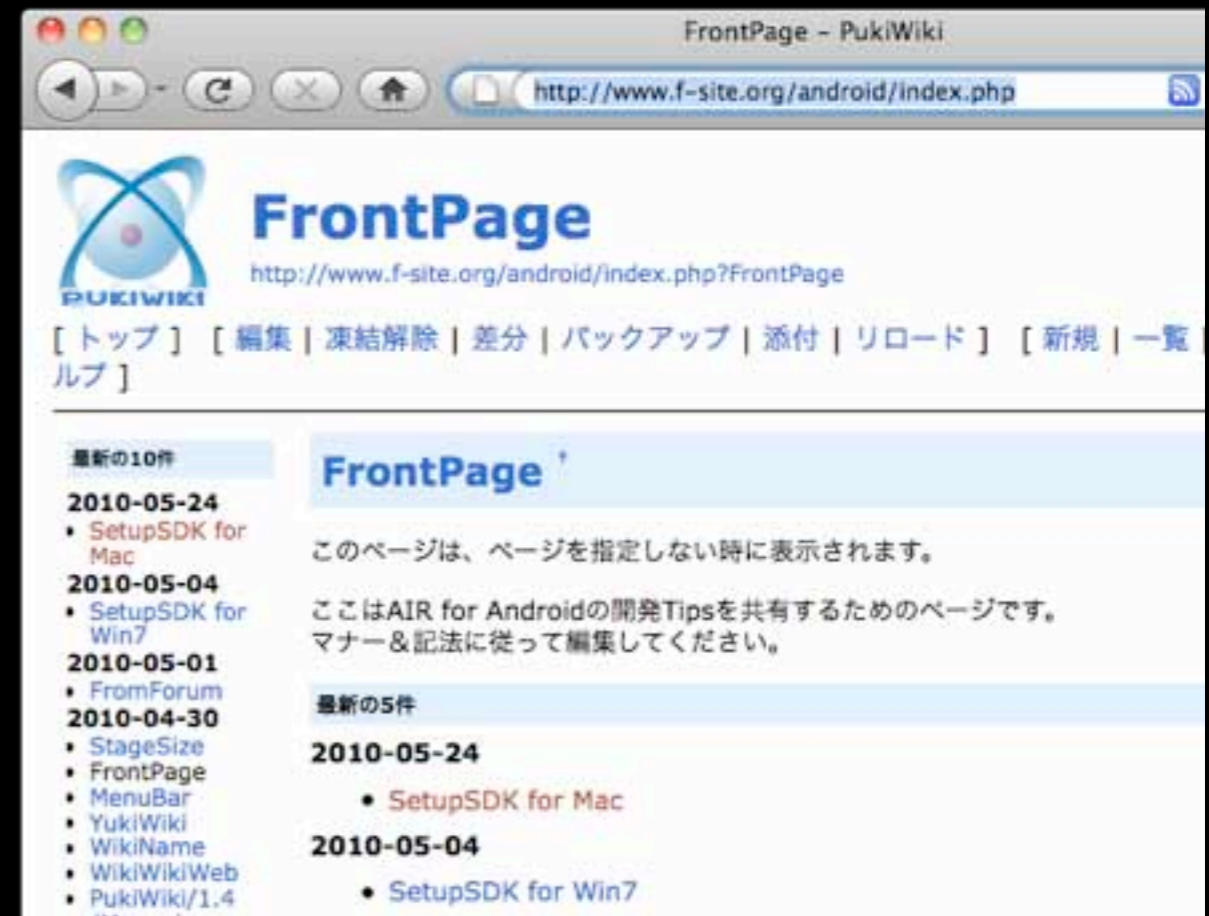 FrontPage – PukiWiki
http://www.f-site.org/android/index.php
PUKIWIKI
FrontPage
http://www.f-site.org/android/index.php?FrontPage
[ トップ ] [ 編集 | 凍結解除 | 差分 | バックアップ | 添付 | リロード ] [ 新規 | 一覧 |
ルプ ]
最新の10件
2010-05-24
• SetupSDK for
Mac
2010-05-04
• SetupSDK for
Win7
2010-05-01
• FromForum
2010-04-30
• StageSize
• FrontPage
• MenuBar
• YukiWiki
• WikiName
• WikiWikiWeb
• PukiWiki/1.4
FrontPage †
このページは、ページを指定しない時に表示されます。
ここはAIR for Androidの開発Tipsを共有するためのページです。
マナー＆記法に従って編集してください。
最新の5件
2010-05-24
• SetupSDK for Mac
2010-05-04
• SetupSDK for Win7